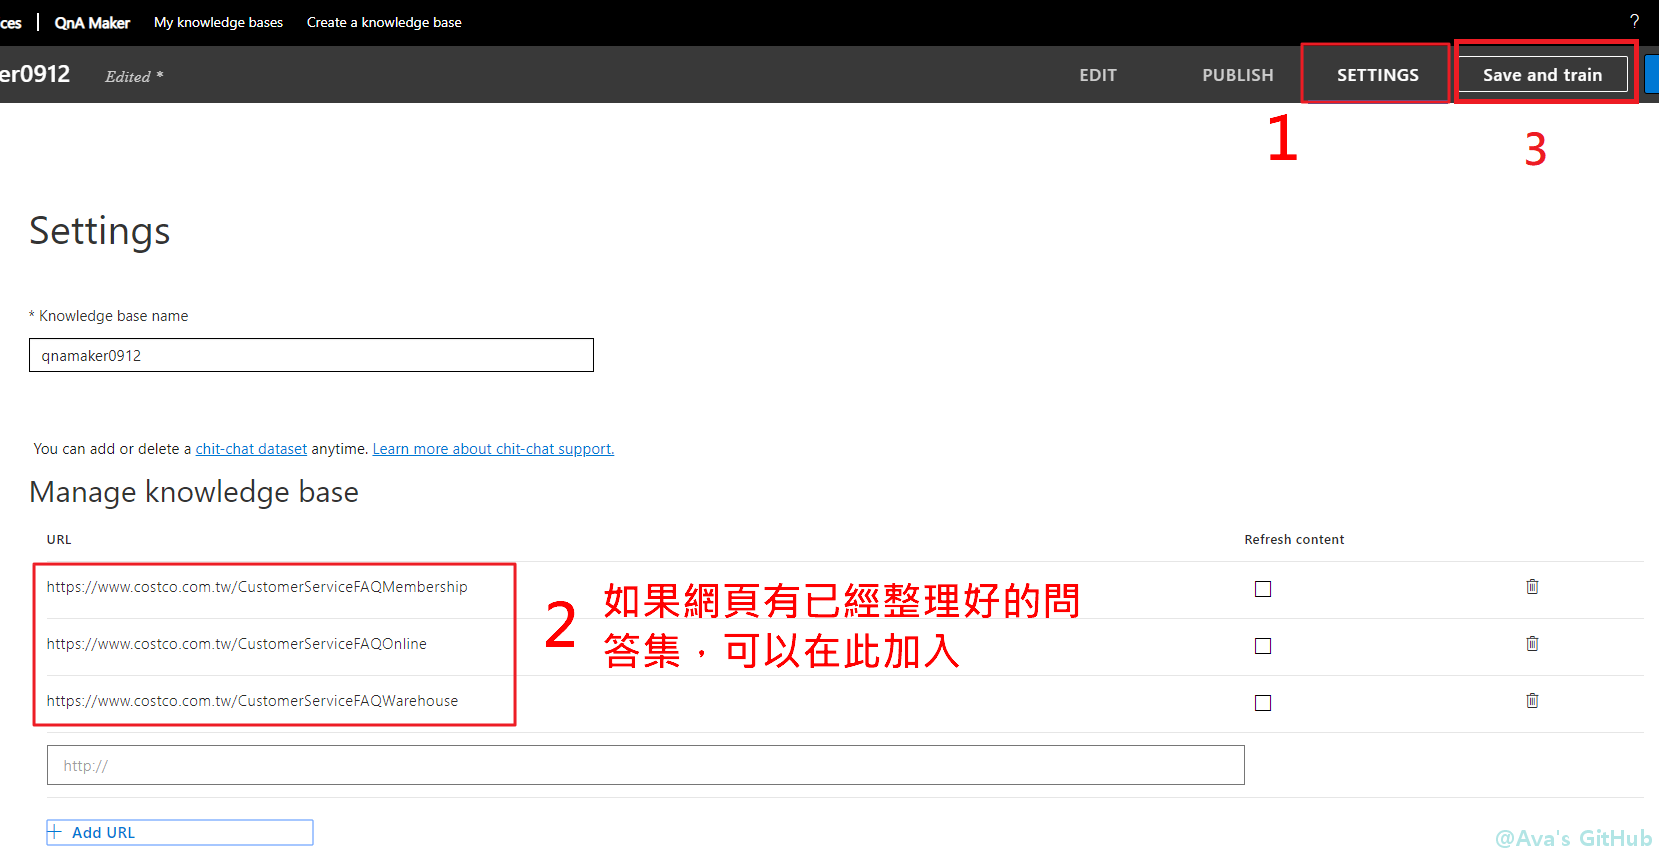 ces | QnA Maker My knowledge bases Create a knowledge base ?
er0912 Edited * EDIT PUBLISH SETTINGS Save and train
1 3
Settings
* Knowledge base name
qnamaker0912
You can add or delete a chit-chat dataset anytime. Learn more about chit-chat support.
Manage knowledge base
URL Refresh content
https://www.costco.com.tw/CustomerServiceFAQMembership
https://www.costco.com.tw/CustomerServiceFAQOnline
https://www.costco.com.tw/CustomerServiceFAQWarehouse
2 如果網頁有已經整理好的問
答集，可以在此加入
http://
+ Add URL
@Ava's GitHub